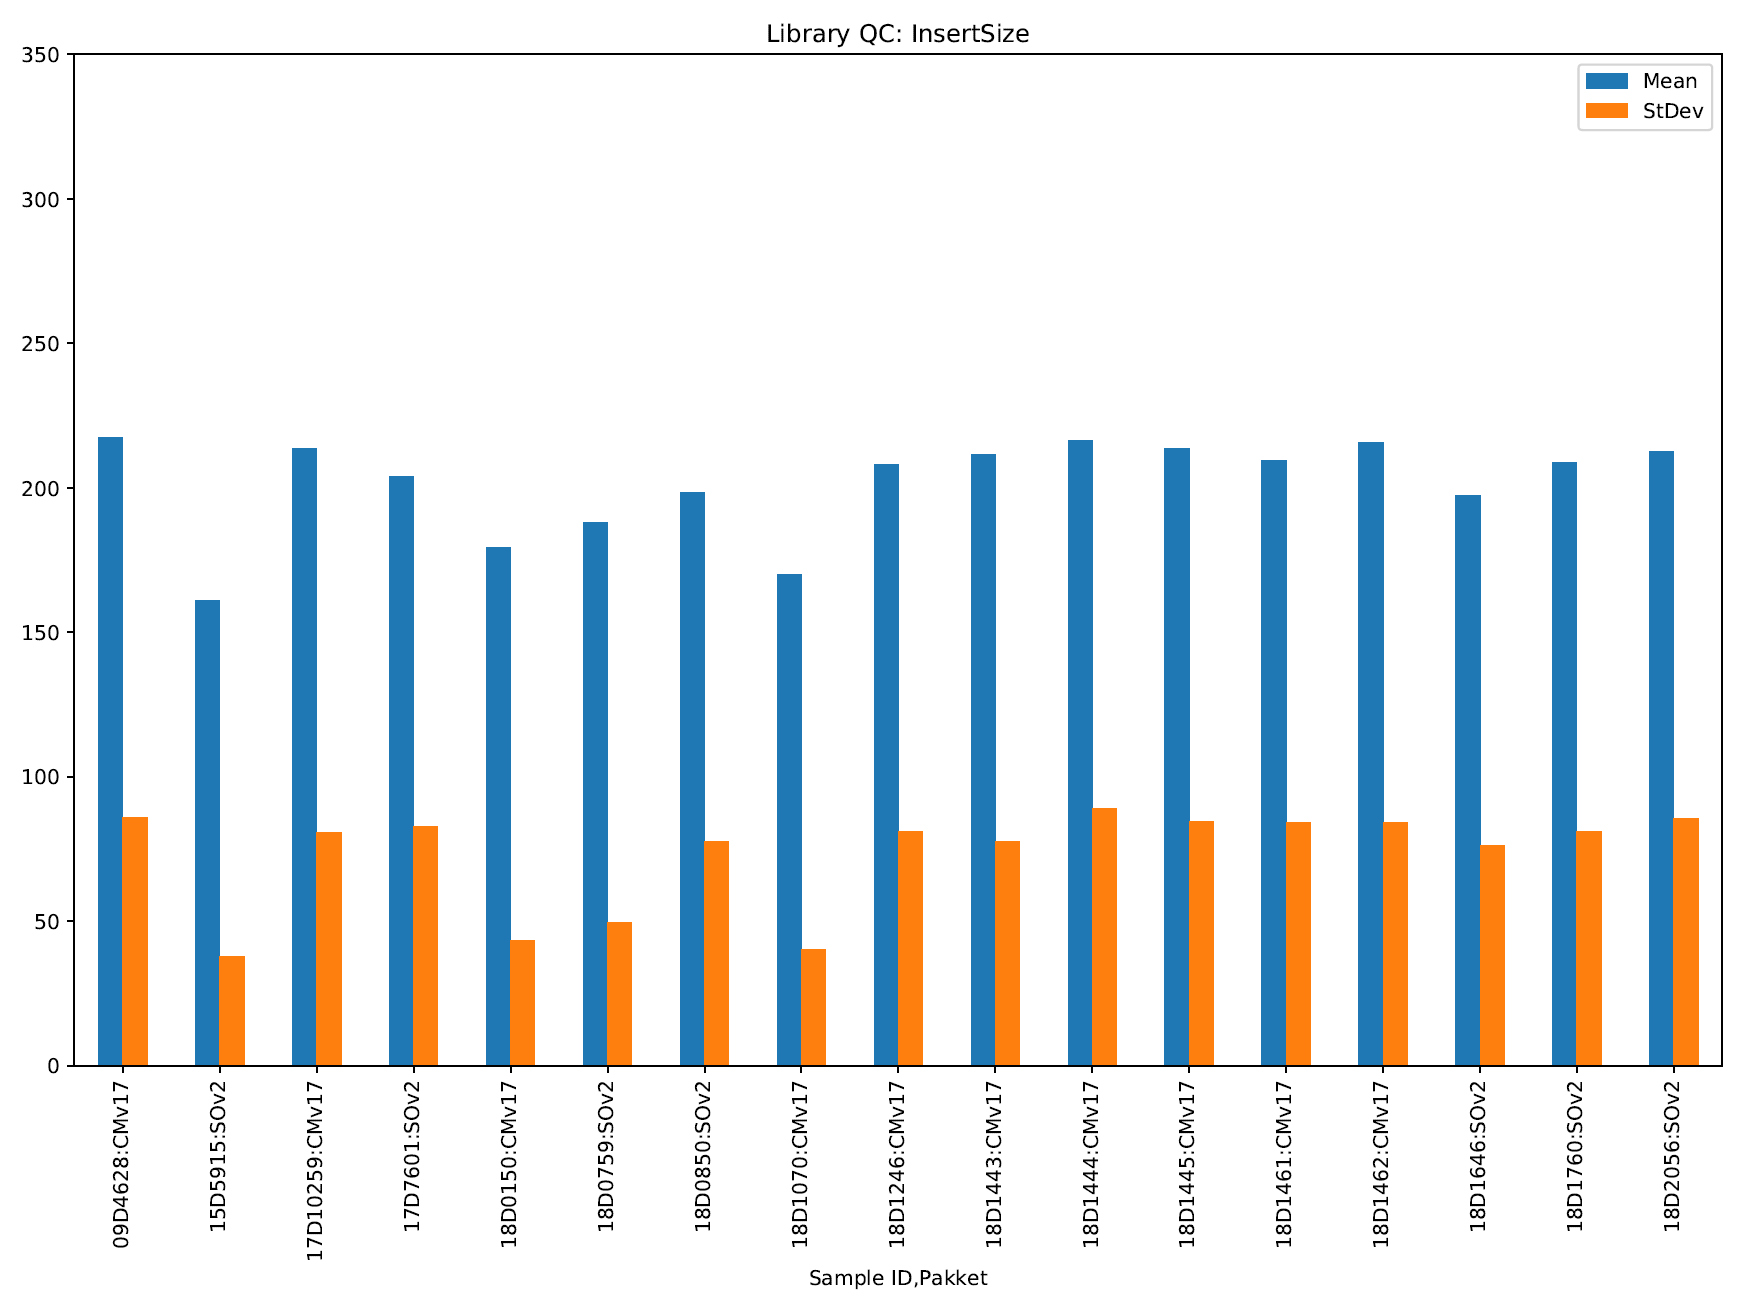 Library QC: InsertSize
Mean
StDev
350
300
250
200
150
100
50
0
09D4628:CMv17
15D5915:SOv2
17D10259:CMv17
17D7601:SOv2
18D0150:CMv17
18D0759:SOv2
18D0850:SOv2
18D1070:CMv17
18D1246:CMv17
18D1443:CMv17
18D1444:CMv17
18D1445:CMv17
18D1461:CMv17
18D1462:CMv17
18D1646:SOv2
18D1760:SOv2
18D2056:SOv2
Sample ID,Pakket